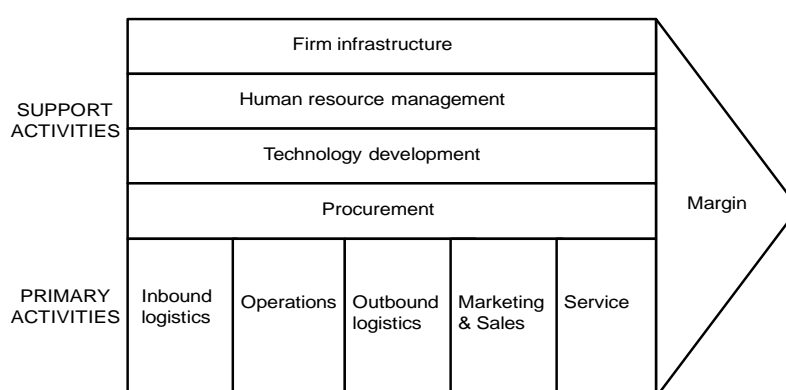 Firm infrastructure
SUPPORT
ACTIVITIES
Human resource management
Technology development
Procurement
Margin
PRIMARY
ACTIVITIES
Inbound
logistics
Operations
Outbound
logistics
Marketing
& Sales
Service